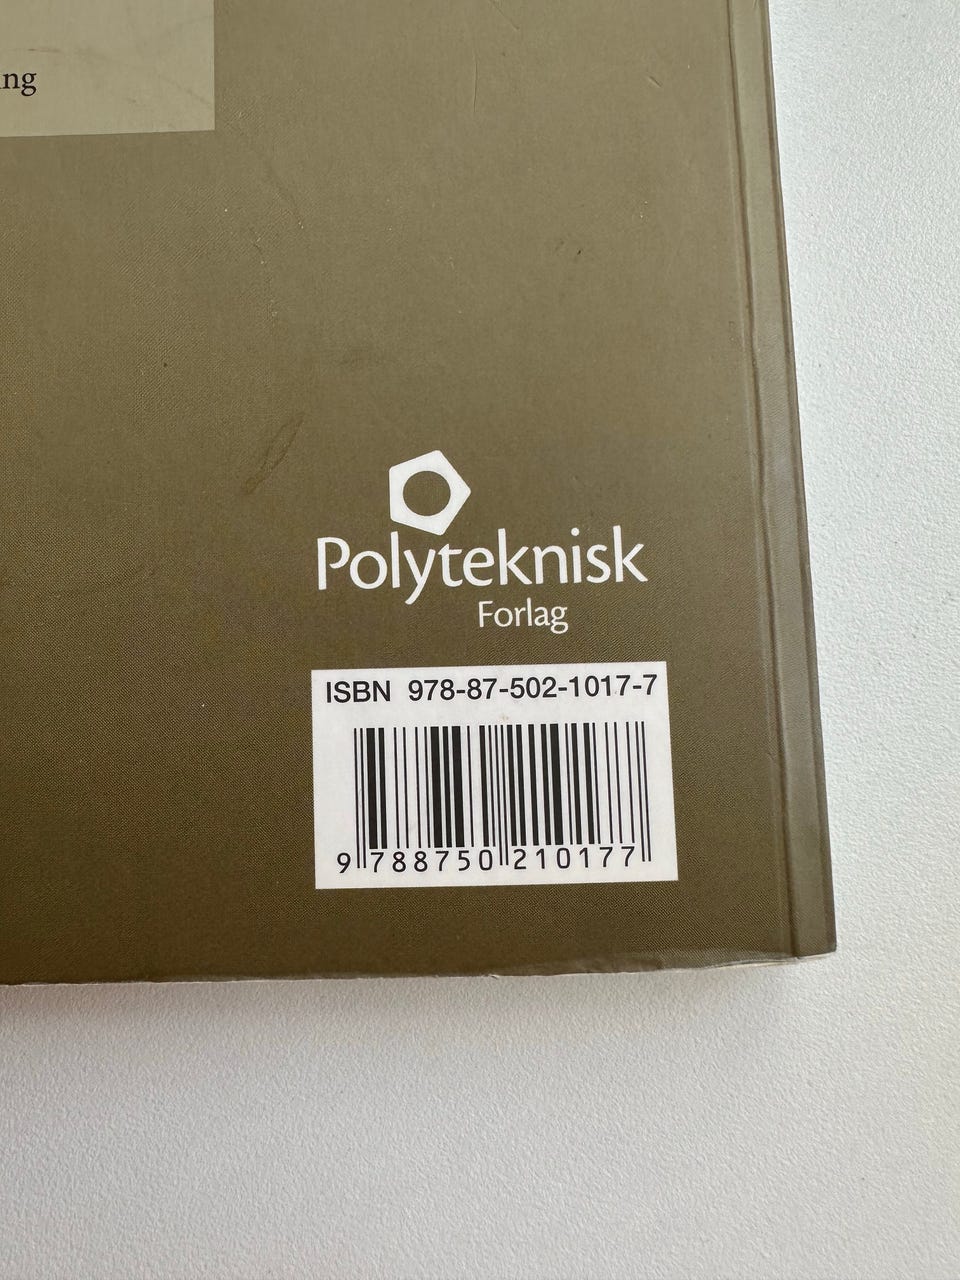 ng
Polyteknisk
Forlag
ISBN 978-87-502-1017-7
9 788750 210177